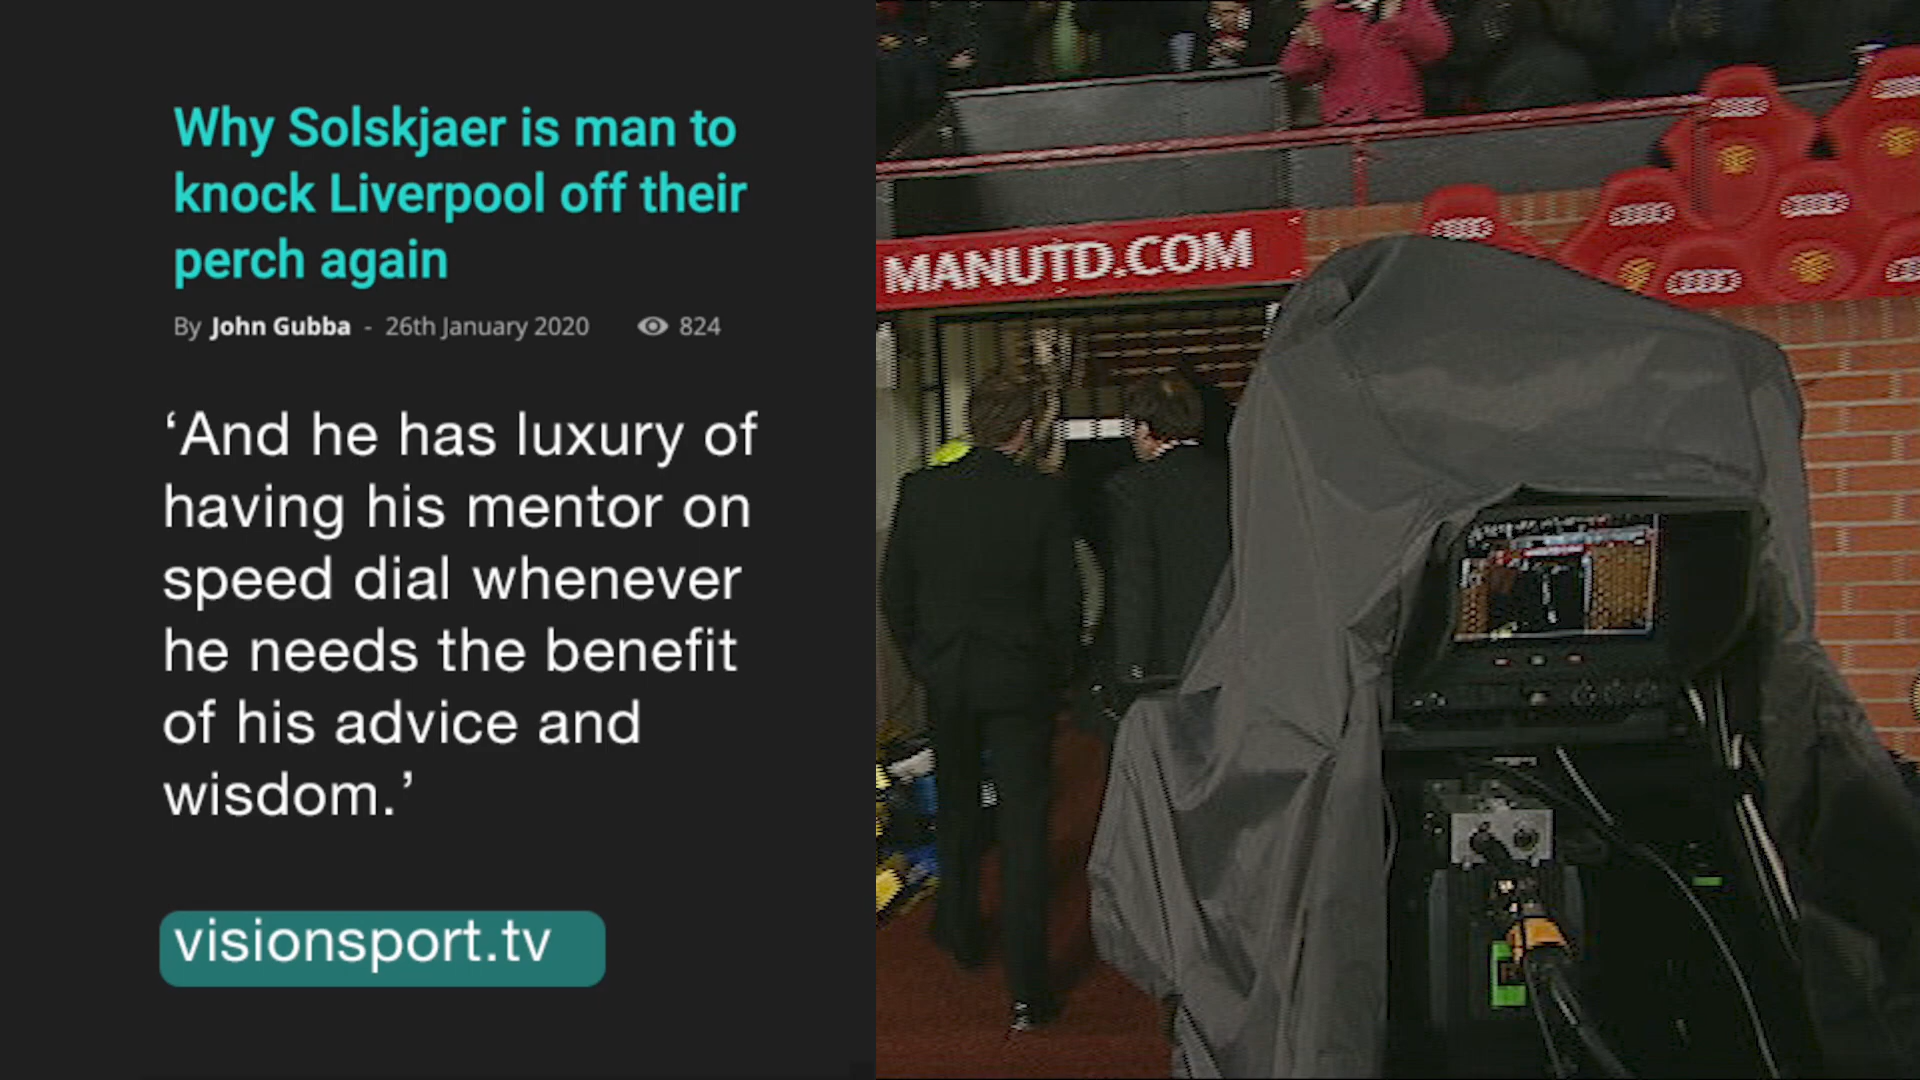 Why Solskjaer is man to
knock Liverpool off their
perch again
By John Gubba - 26th January 2020 824
‘And he has luxury of
having his mentor on
speed dial whenever
he needs the benefit
of his advice and
wisdom.’
visionsport.tv
MANUTD.COM